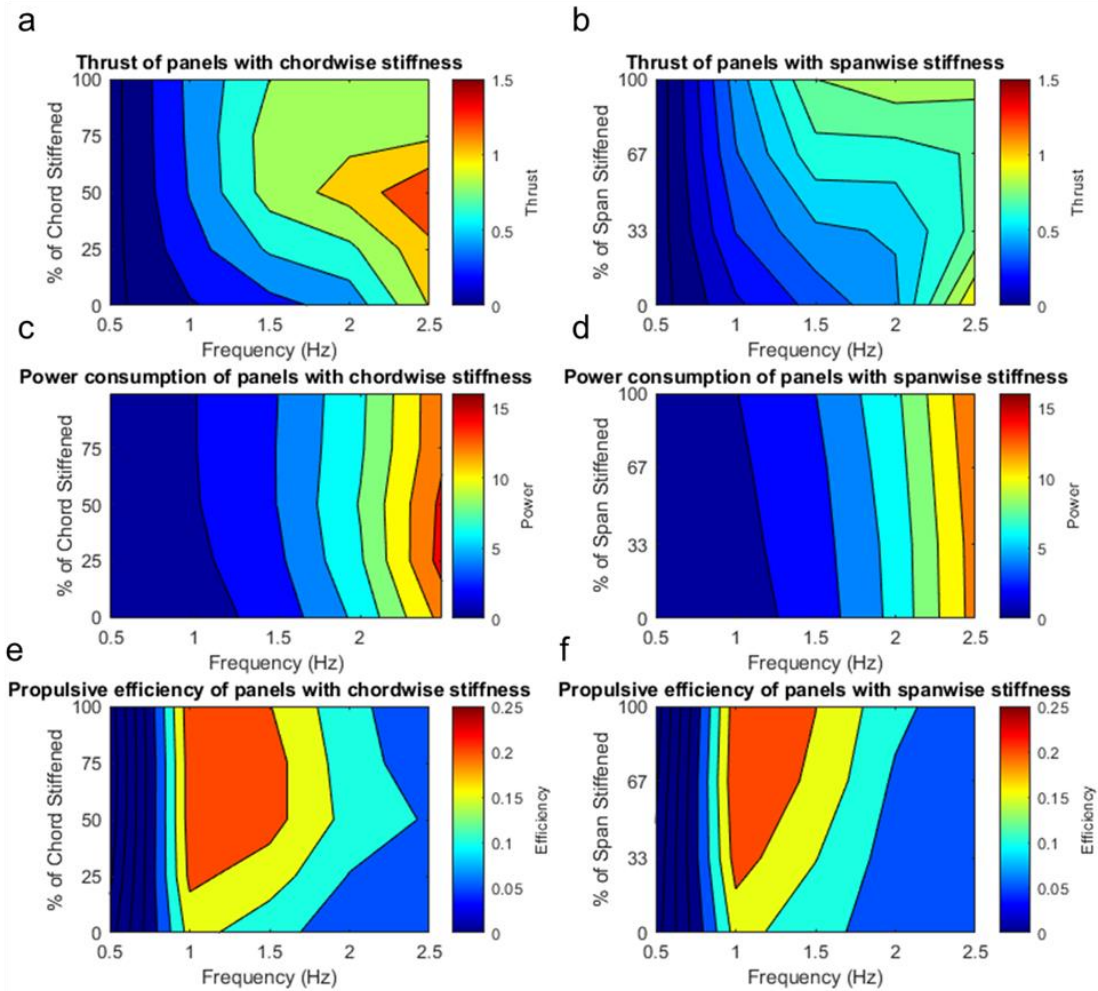 a
Thrust of panels with chordwise stiffness
100
75
50
25
0
% of Chord Stiffened
0.5 1 1.5 2 2.5
Frequency (Hz)
1.5
1
0.5
0
Thrust
b
Thrust of panels with spanwise stiffness
100
67
33
0
% of Span Stiffened
0.5 1 1.5 2 2.5
Frequency (Hz)
1.5
1
0.5
0
Thrust
c
Power consumption of panels with chordwise stiffness
75
50
25
0
% of Chord Stiffened
0.5 1 1.5 2
Frequency (Hz)
15
10
5
0
Power
d
Power consumption of panels with spanwise stiffness
100
67
33
0
% of Span Stiffened
0.5 1 1.5 2 2.5
Frequency (Hz)
15
10
5
0
Power
e
Propulsive efficiency of panels with chordwise stiffness
100
75
50
25
0
% of Chord Stiffened
0.5 1 1.5 2 2.5
Frequency (Hz)
0.25
0.2
0.15
0.1
0.05
0
Efficiency
f
Propulsive efficiency of panels with spanwise stiffness
100
67
33
0
% of Span Stiffened
0.5 1 1.5 2 2.5
Frequency (Hz)
0.25
0.2
0.15
0.1
0.05
0
Efficiency